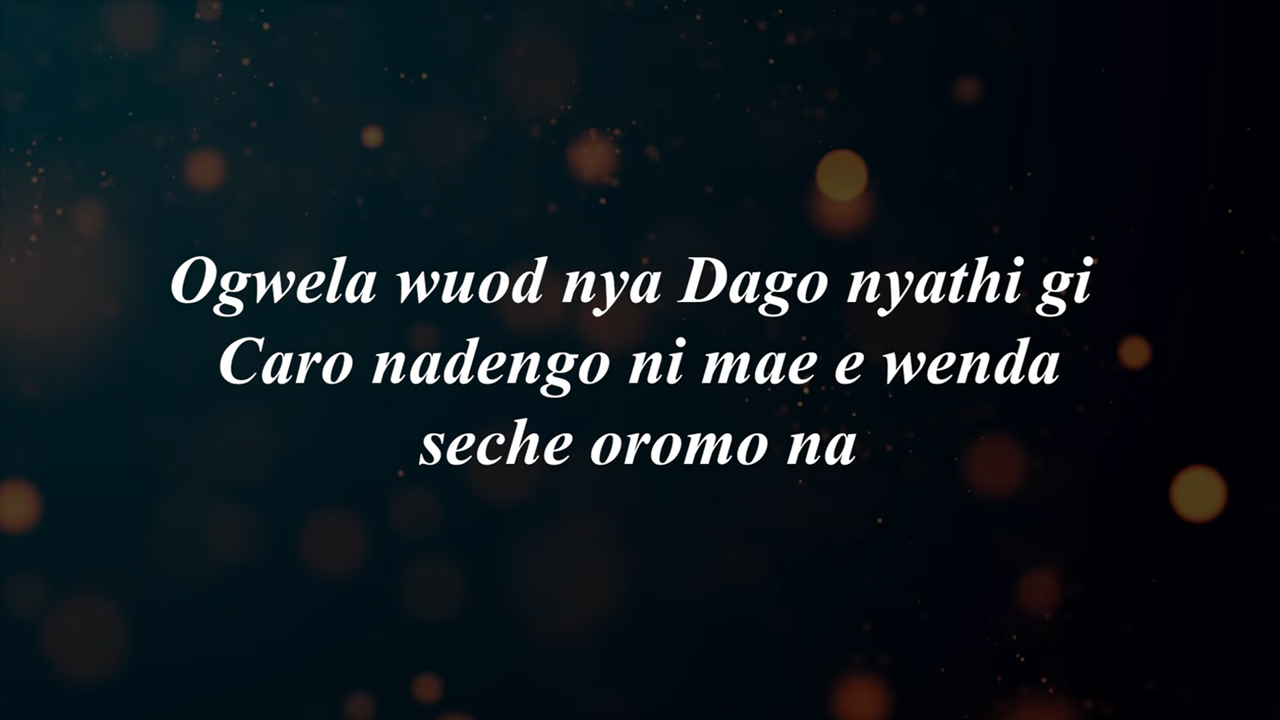 Ogwela wuod nya Dago nyathi gi
Caro nadengo ni mae e wenda
seche oromo na